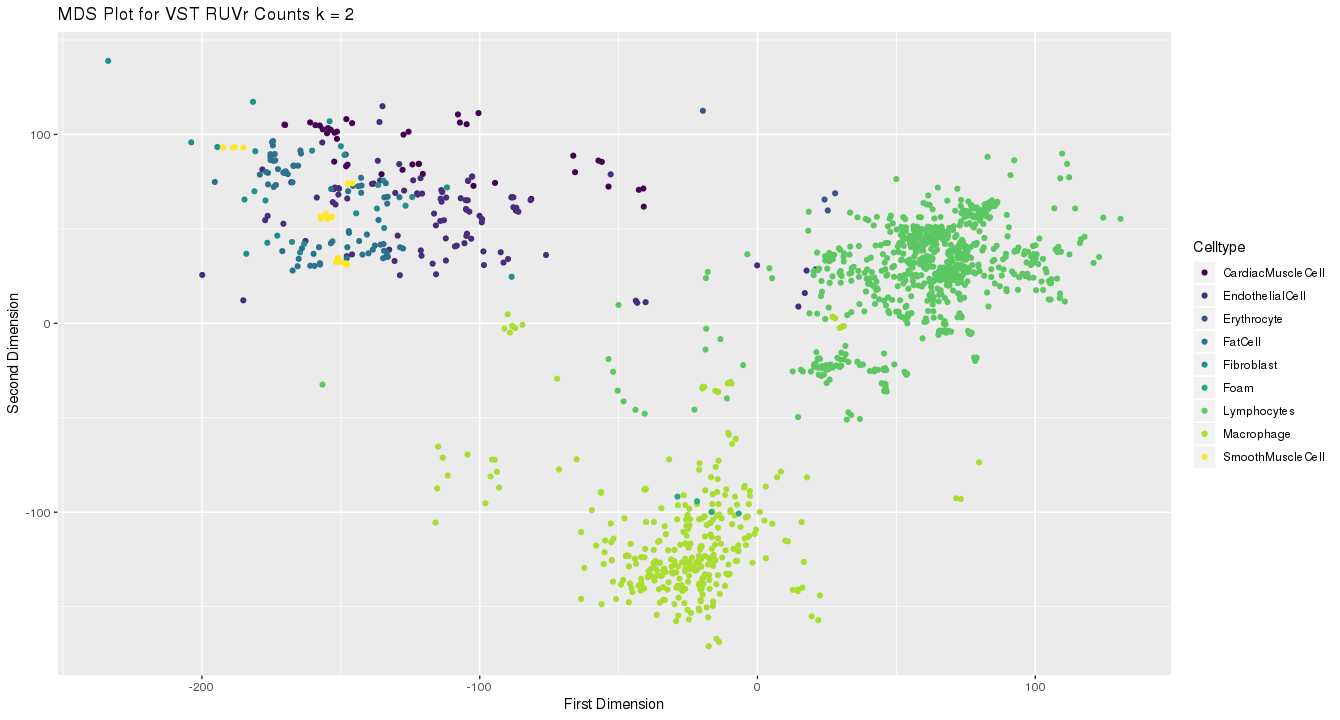 MDS Plot for VST RUVr Counts k = 2
Second Dimension
100
0
-100
-200
-100
0
100
First Dimension
Celltype
CardiacMuscleCell
EndothelialCell
Erythrocyte
FatCell
Fibroblast
Foam
Lymphocytes
Macrophage
SmoothMuscleCell